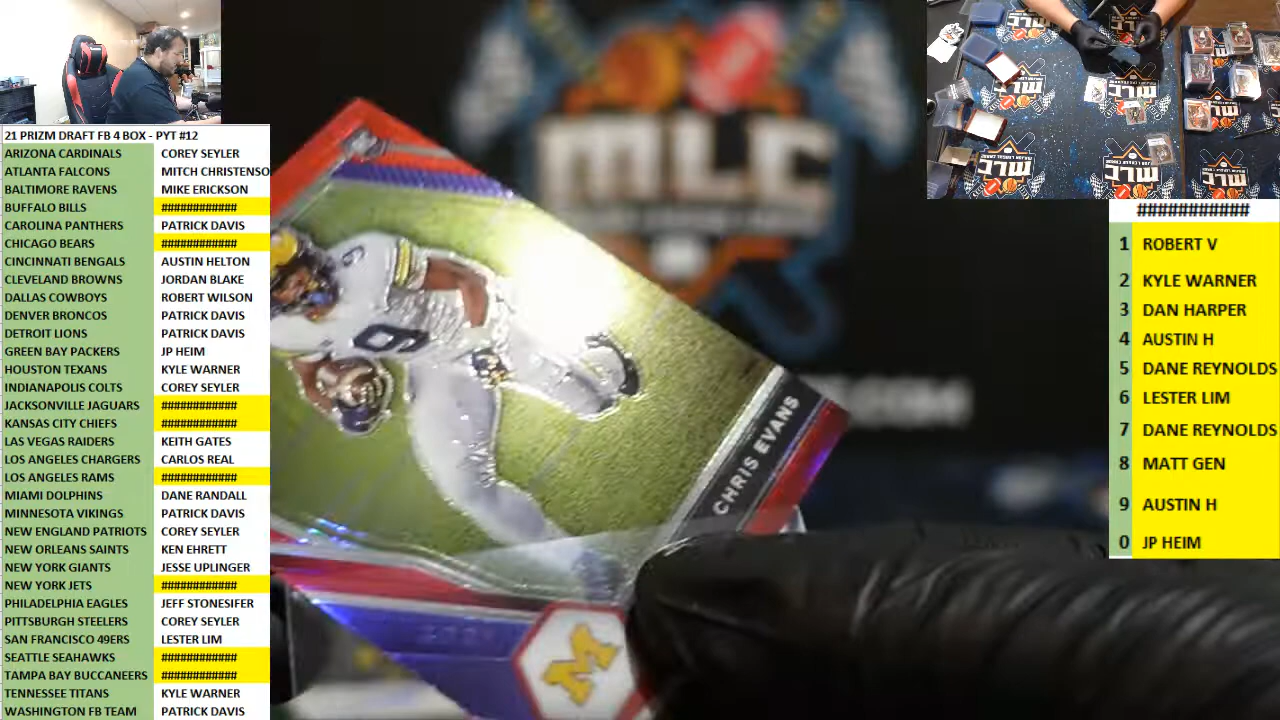 21 PRIZM DRAFT FB 4 BOX - PYT #12
ARIZONA CARDINALS COREY SEYLER
ATLANTA FALCONS MITCH CHRISTENSO
BALTIMORE RAVENS MIKE ERICKSON
BUFFALO BILLS ############
CAROLINA PANTHERS PATRICK DAVIS
CHICAGO BEARS ############
CINCINNATI BENGALS AUSTIN HELTON
CLEVELAND BROWNS JORDAN BLAKE
DALLAS COWBOYS ROBERT WILSON
DENVER BRONCOS PATRICK DAVIS
DETROIT LIONS PATRICK DAVIS
GREEN BAY PACKERS JP HEIM
HOUSTON TEXANS KYLE WARNER
INDIANAPOLIS COLTS COREY SEYLER
JACKSONVILLE JAGUARS ############
KANSAS CITY CHIEFS ############
LAS VEGAS RAIDERS KEITH GATES
LOS ANGELES CHARGERS CARLOS REAL
LOS ANGELES RAMS ############
MIAMI DOLPHINS DANE RANDALL
MINNESOTA VIKINGS PATRICK DAVIS
NEW ENGLAND PATRIOTS COREY SEYLER
NEW ORLEANS SAINTS KEN EHRETT
NEW YORK GIANTS JESSE UPLINGER
NEW YORK JETS ############
PHILADELPHIA EAGLES JEFF STONESIFER
PITTSBURGH STEELERS COREY SEYLER
SAN FRANCISCO 49ERS LESTER LIM
SEATTLE SEAHAWKS ############
TAMPA BAY BUCCANEERS ############
TENNESSEE TITANS KYLE WARNER
WASHINGTON FB TEAM PATRICK DAVIS
MLC
9
9
CHRIS EVANS
M
MLC
MLC
MLC
MLC
MLC
MLC
###########
1 ROBERT V
2 KYLE WARNER
3 DAN HARPER
4 AUSTIN H
5 DANE REYNOLDS
6 LESTER LIM
7 DANE REYNOLDS
8 MATT GEN
9 AUSTIN H
0 JP HEIM